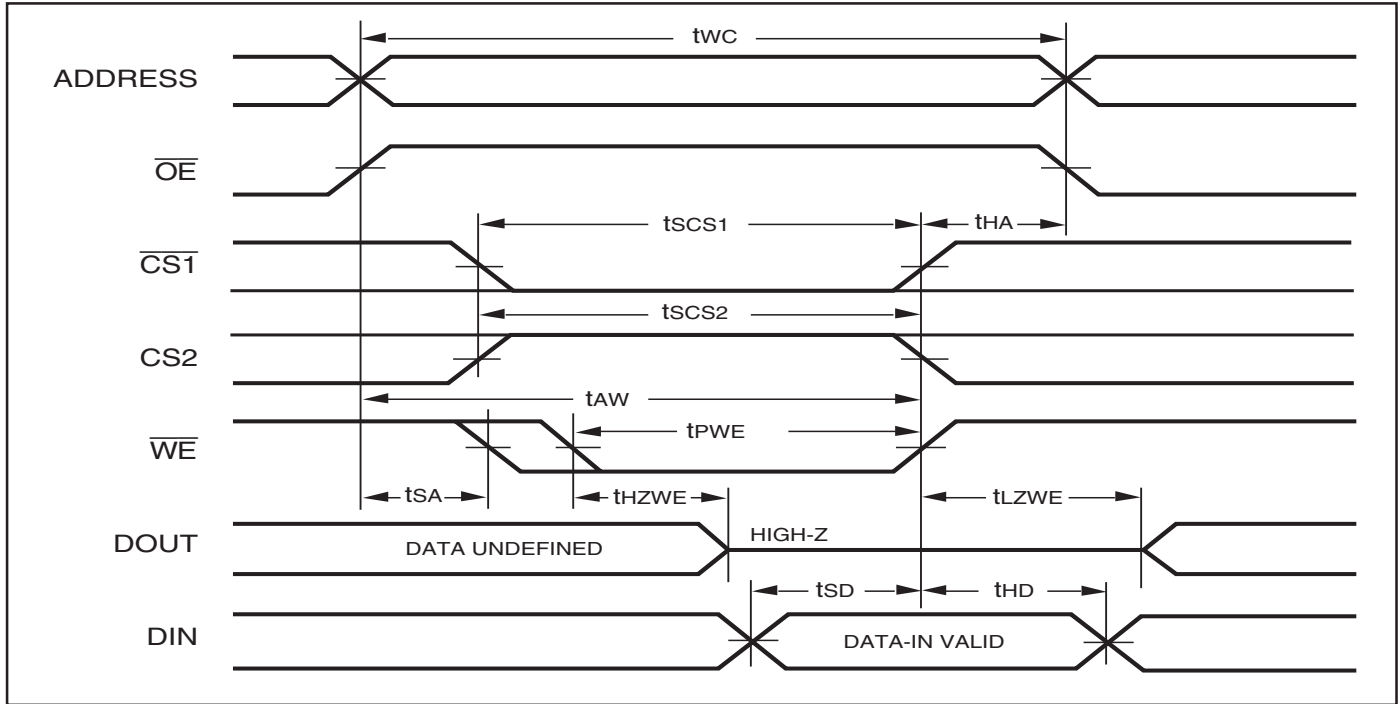 tWC
ADDRESS
OE
tSCS1
tHA
CS1
tSCS2
CS2
tAW
WE
tPWE
tSA
tHZWE
tLZWE
DOUT
DATA UNDEFINED
HIGH-Z
tSD
tHD
DIN
DATA-IN VALID